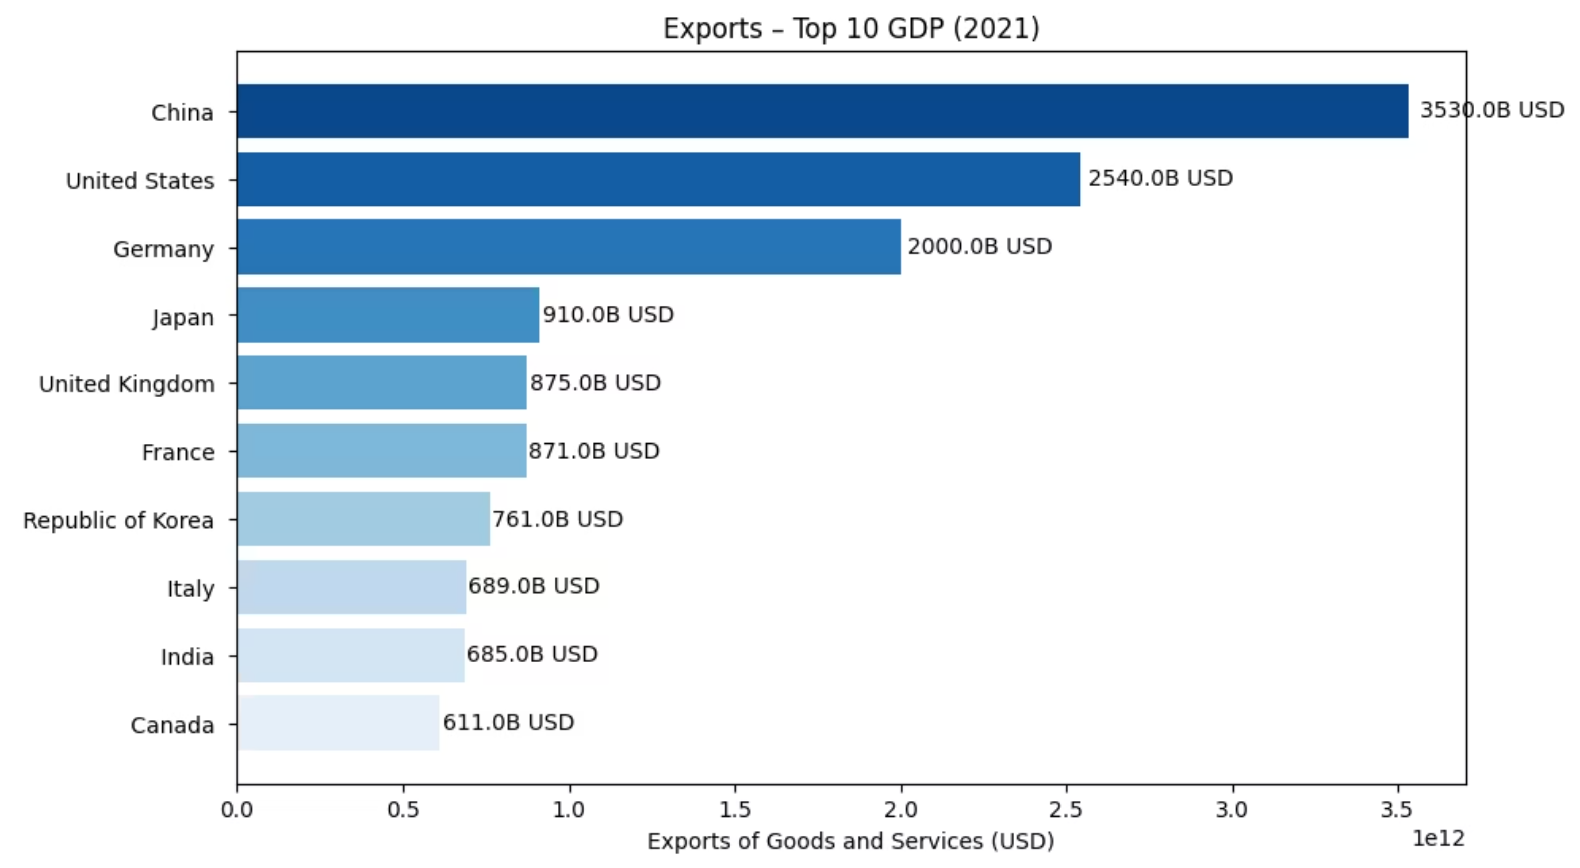 Exports – Top 10 GDP (2021)
China 3530.0B USD
United States 2540.0B USD
Germany 2000.0B USD
Japan 910.0B USD
United Kingdom 875.0B USD
France 871.0B USD
Republic of Korea 761.0B USD
Italy 689.0B USD
India 685.0B USD
Canada 611.0B USD
0.0 0.5 1.0 1.5 2.0 2.5 3.0 3.5
Exports of Goods and Services (USD) 1e12